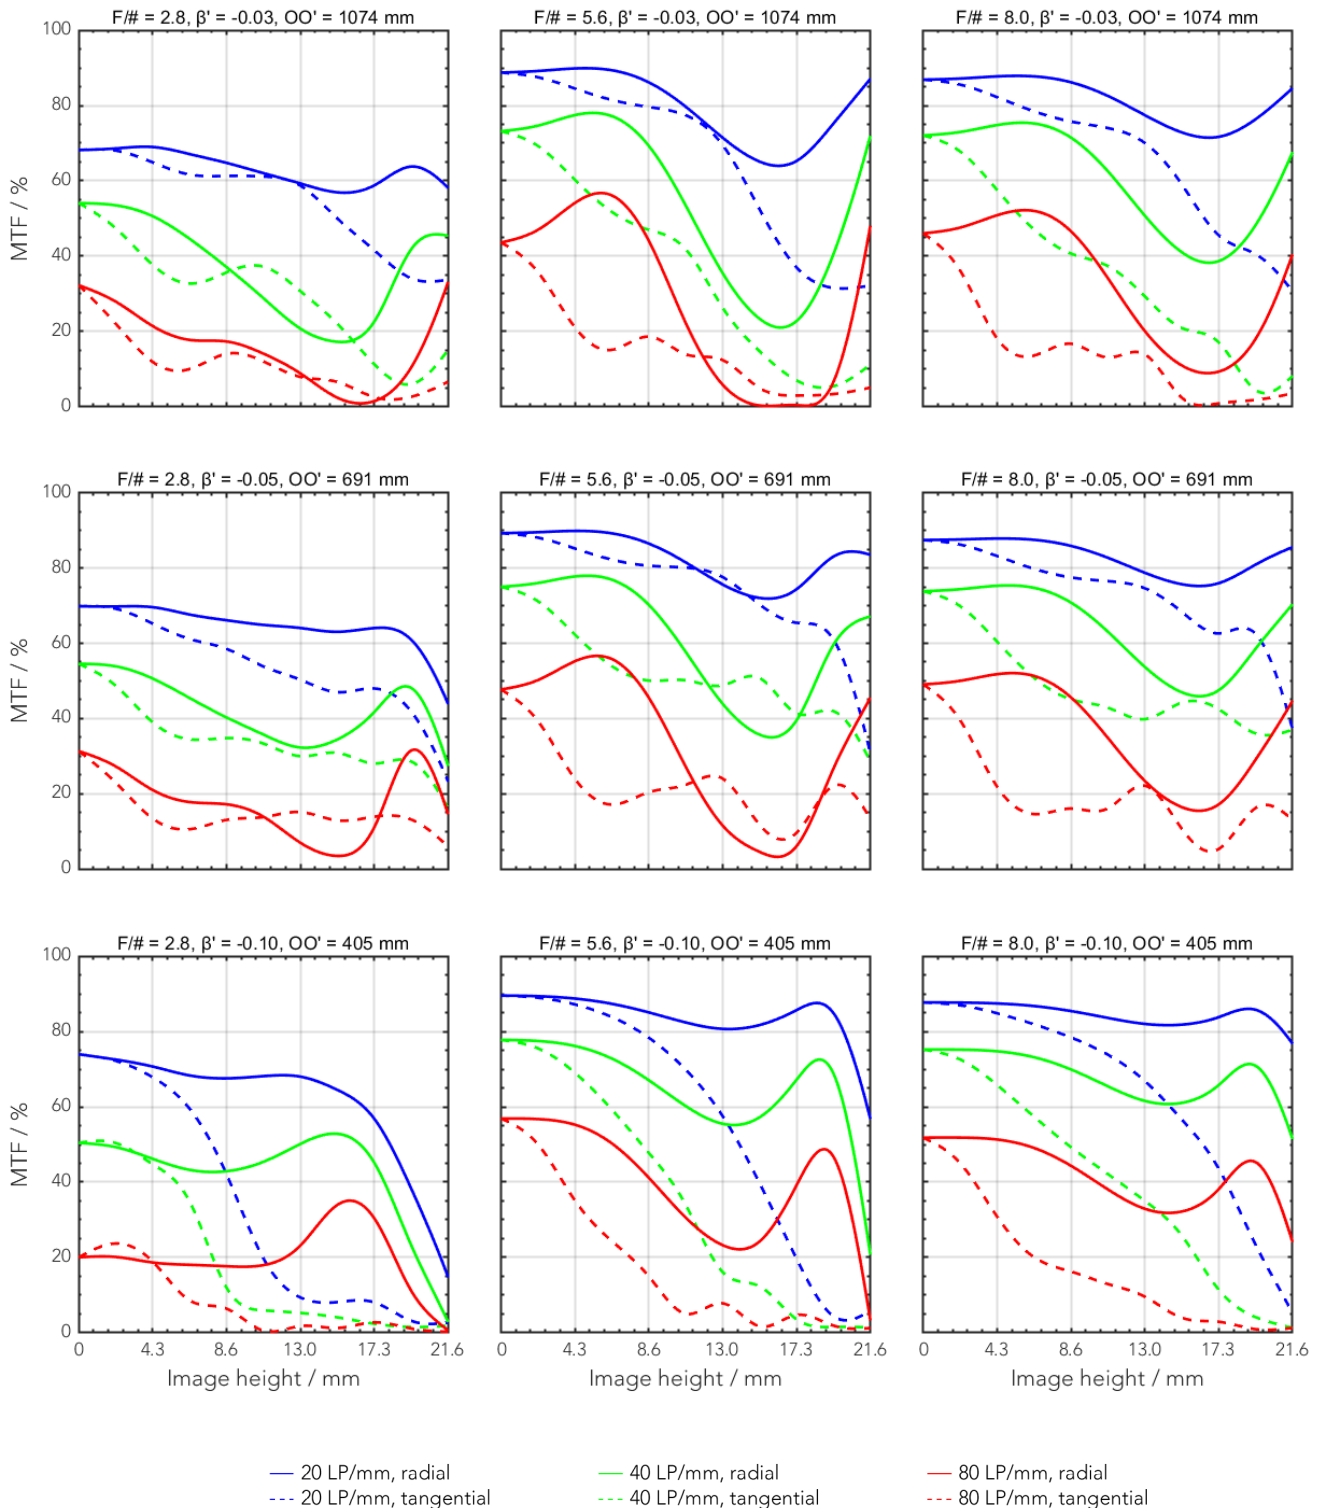 F/# = 2.8, β' = -0.03, OO' = 1074 mm
F/# = 5.6, β' = -0.03, OO' = 1074 mm
F/# = 8.0, β' = -0.03, OO' = 1074 mm
100
80
60
40
20
0
MTF / %
F/# = 2.8, β' = -0.05, OO' = 691 mm
F/# = 5.6, β' = -0.05, OO' = 691 mm
F/# = 8.0, β' = -0.05, OO' = 691 mm
100
80
60
40
20
0
MTF / %
F/# = 2.8, β' = -0.10, OO' = 405 mm
F/# = 5.6, β' = -0.10, OO' = 405 mm
F/# = 8.0, β' = -0.10, OO' = 405 mm
100
80
60
40
20
0
MTF / %
0 4.3 8.6 13.0 17.3 21.6
0 4.3 8.6 13.0 17.3 21.6
0 4.3 8.6 13.0 17.3 21.6
Image height / mm
Image height / mm
Image height / mm
20 LP/mm, radial
40 LP/mm, radial
80 LP/mm, radial
20 LP/mm, tangential
40 LP/mm, tangential
80 LP/mm, tangential